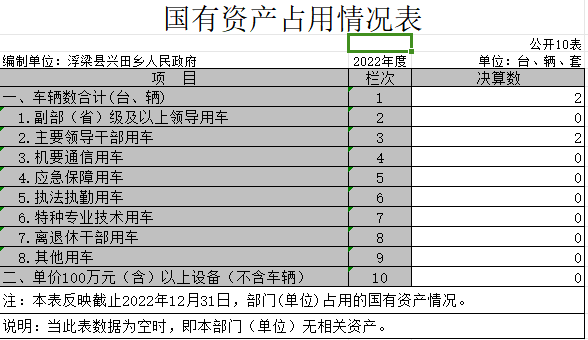 国有资产占用情况表
公开10表
编制单位：浮梁县兴田乡人民政府 2022年度 单位：台、辆、套
项 目 栏次 决算数
一、车辆数合计(台、辆) 1 2
1.副部（省）级及以上领导用车 2 0
2.主要领导干部用车 3 2
3.机要通信用车 4 0
4.应急保障用车 5 0
5.执法执勤用车 6 0
6.特种专业技术用车 7 0
7.离退休干部用车 8 0
8.其他用车 9 0
二、单价100万元（含）以上设备（不含车辆） 10 0
注：本表反映截止2022年12月31日，部门(单位)占用的国有资产情况。
说明：当此表数据为空时，即本部门（单位）无相关资产。